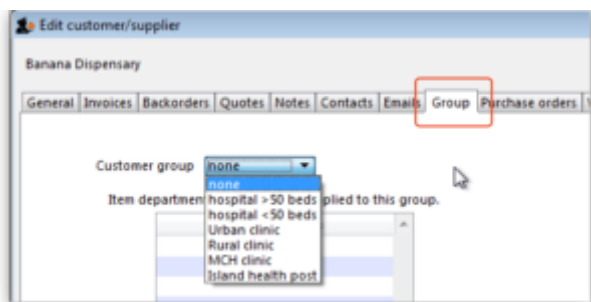 Edit customer/supplier
Banana Dispensary
General Invoices Backorders Quotes Notes Contacts Emails Group Purchase orders
Customer group none
none
Item departmen hospital >50 beds plied to this group.
hospital <50 beds
Urban clinic
Rural clinic
MCH clinic
Island health post